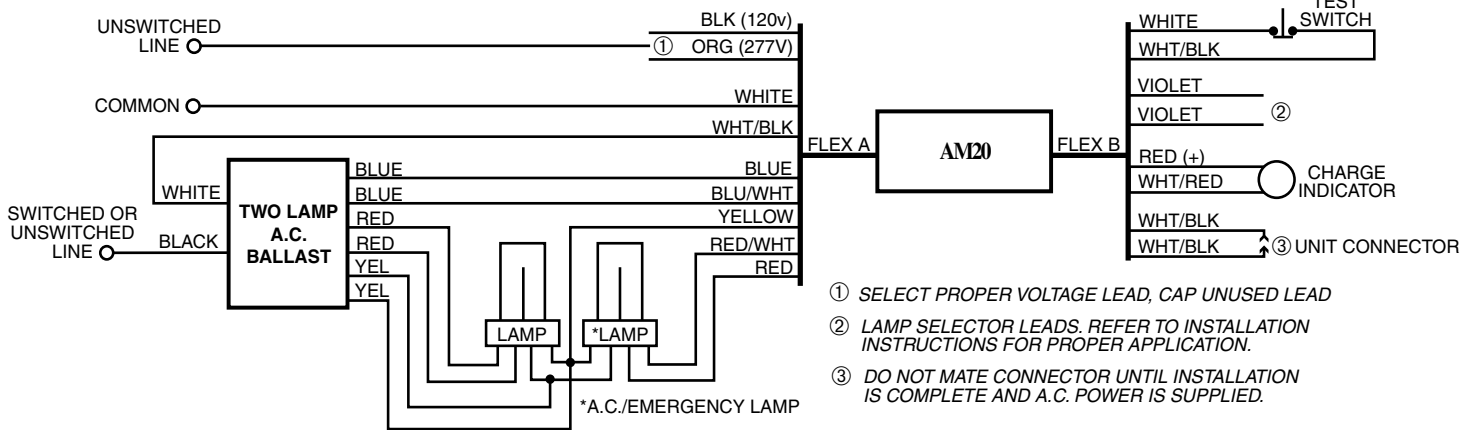 UNSWITCHED
LINE
COMMON
SWITCHED OR
UNSWITCHED
LINE
BLACK
WHITE
TWO LAMP
A.C.
BALLAST
BLUE
BLUE
RED
RED
YEL
YEL
LAMP
*LAMP
*A.C./EMERGENCY LAMP
BLK (120v)
① ORG (277V)
WHITE
WHT/BLK
BLUE
BLU/WHT
YELLOW
RED/WHT
RED
FLEX A
AM20
FLEX B
TEST
SWITCH
WHITE
WHT/BLK
VIOLET
VIOLET
②
RED (+)
WHT/RED
CHARGE
INDICATOR
WHT/BLK
WHT/BLK
③ UNIT CONNECTOR
① SELECT PROPER VOLTAGE LEAD, CAP UNUSED LEAD
② LAMP SELECTOR LEADS. REFER TO INSTALLATION
INSTRUCTIONS FOR PROPER APPLICATION.
③ DO NOT MATE CONNECTOR UNTIL INSTALLATION
IS COMPLETE AND A.C. POWER IS SUPPLIED.